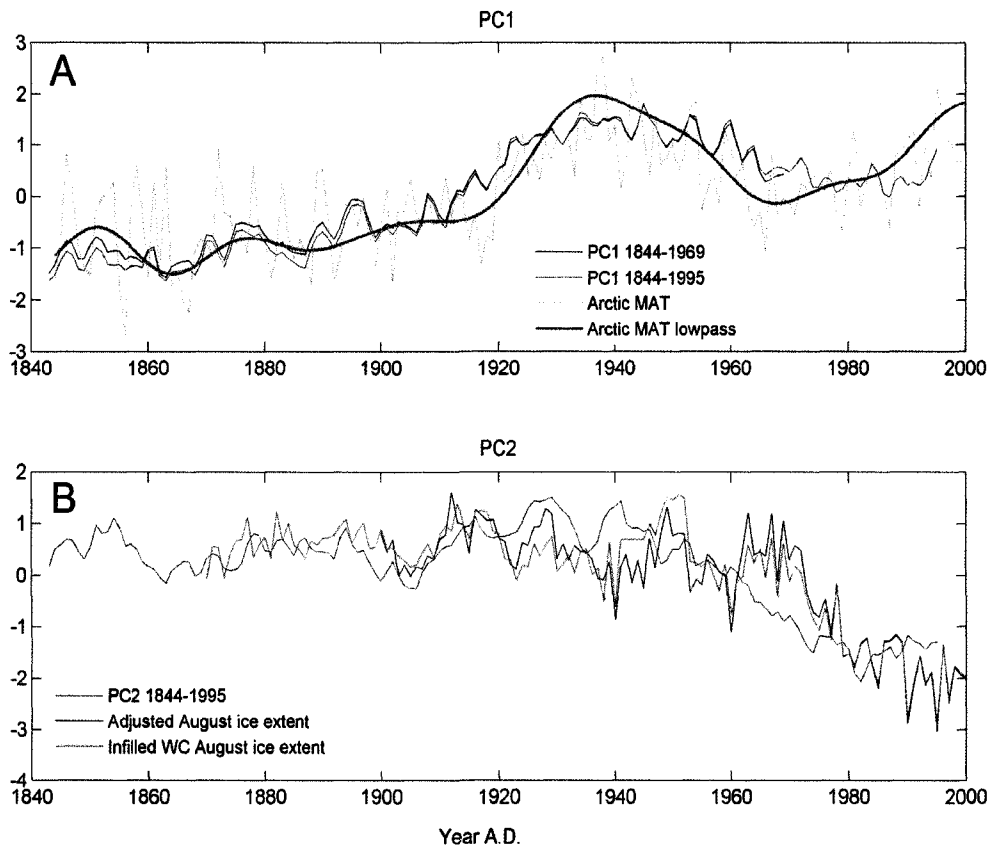 PC1
A
3
2
1
0
-1
-2
-3
PC1 1844-1969
PC1 1844-1995
Arctic MAT
Arctic MAT lowpass
1840 1860 1880 1900 1920 1940 1960 1980 2000
PC2
B
2
1
0
-1
-2
-3
-4
PC2 1844-1995
Adjusted August ice extent
Infilled WC August ice extent
1840 1860 1880 1900 1920 1940 1960 1980 2000
Year A.D.